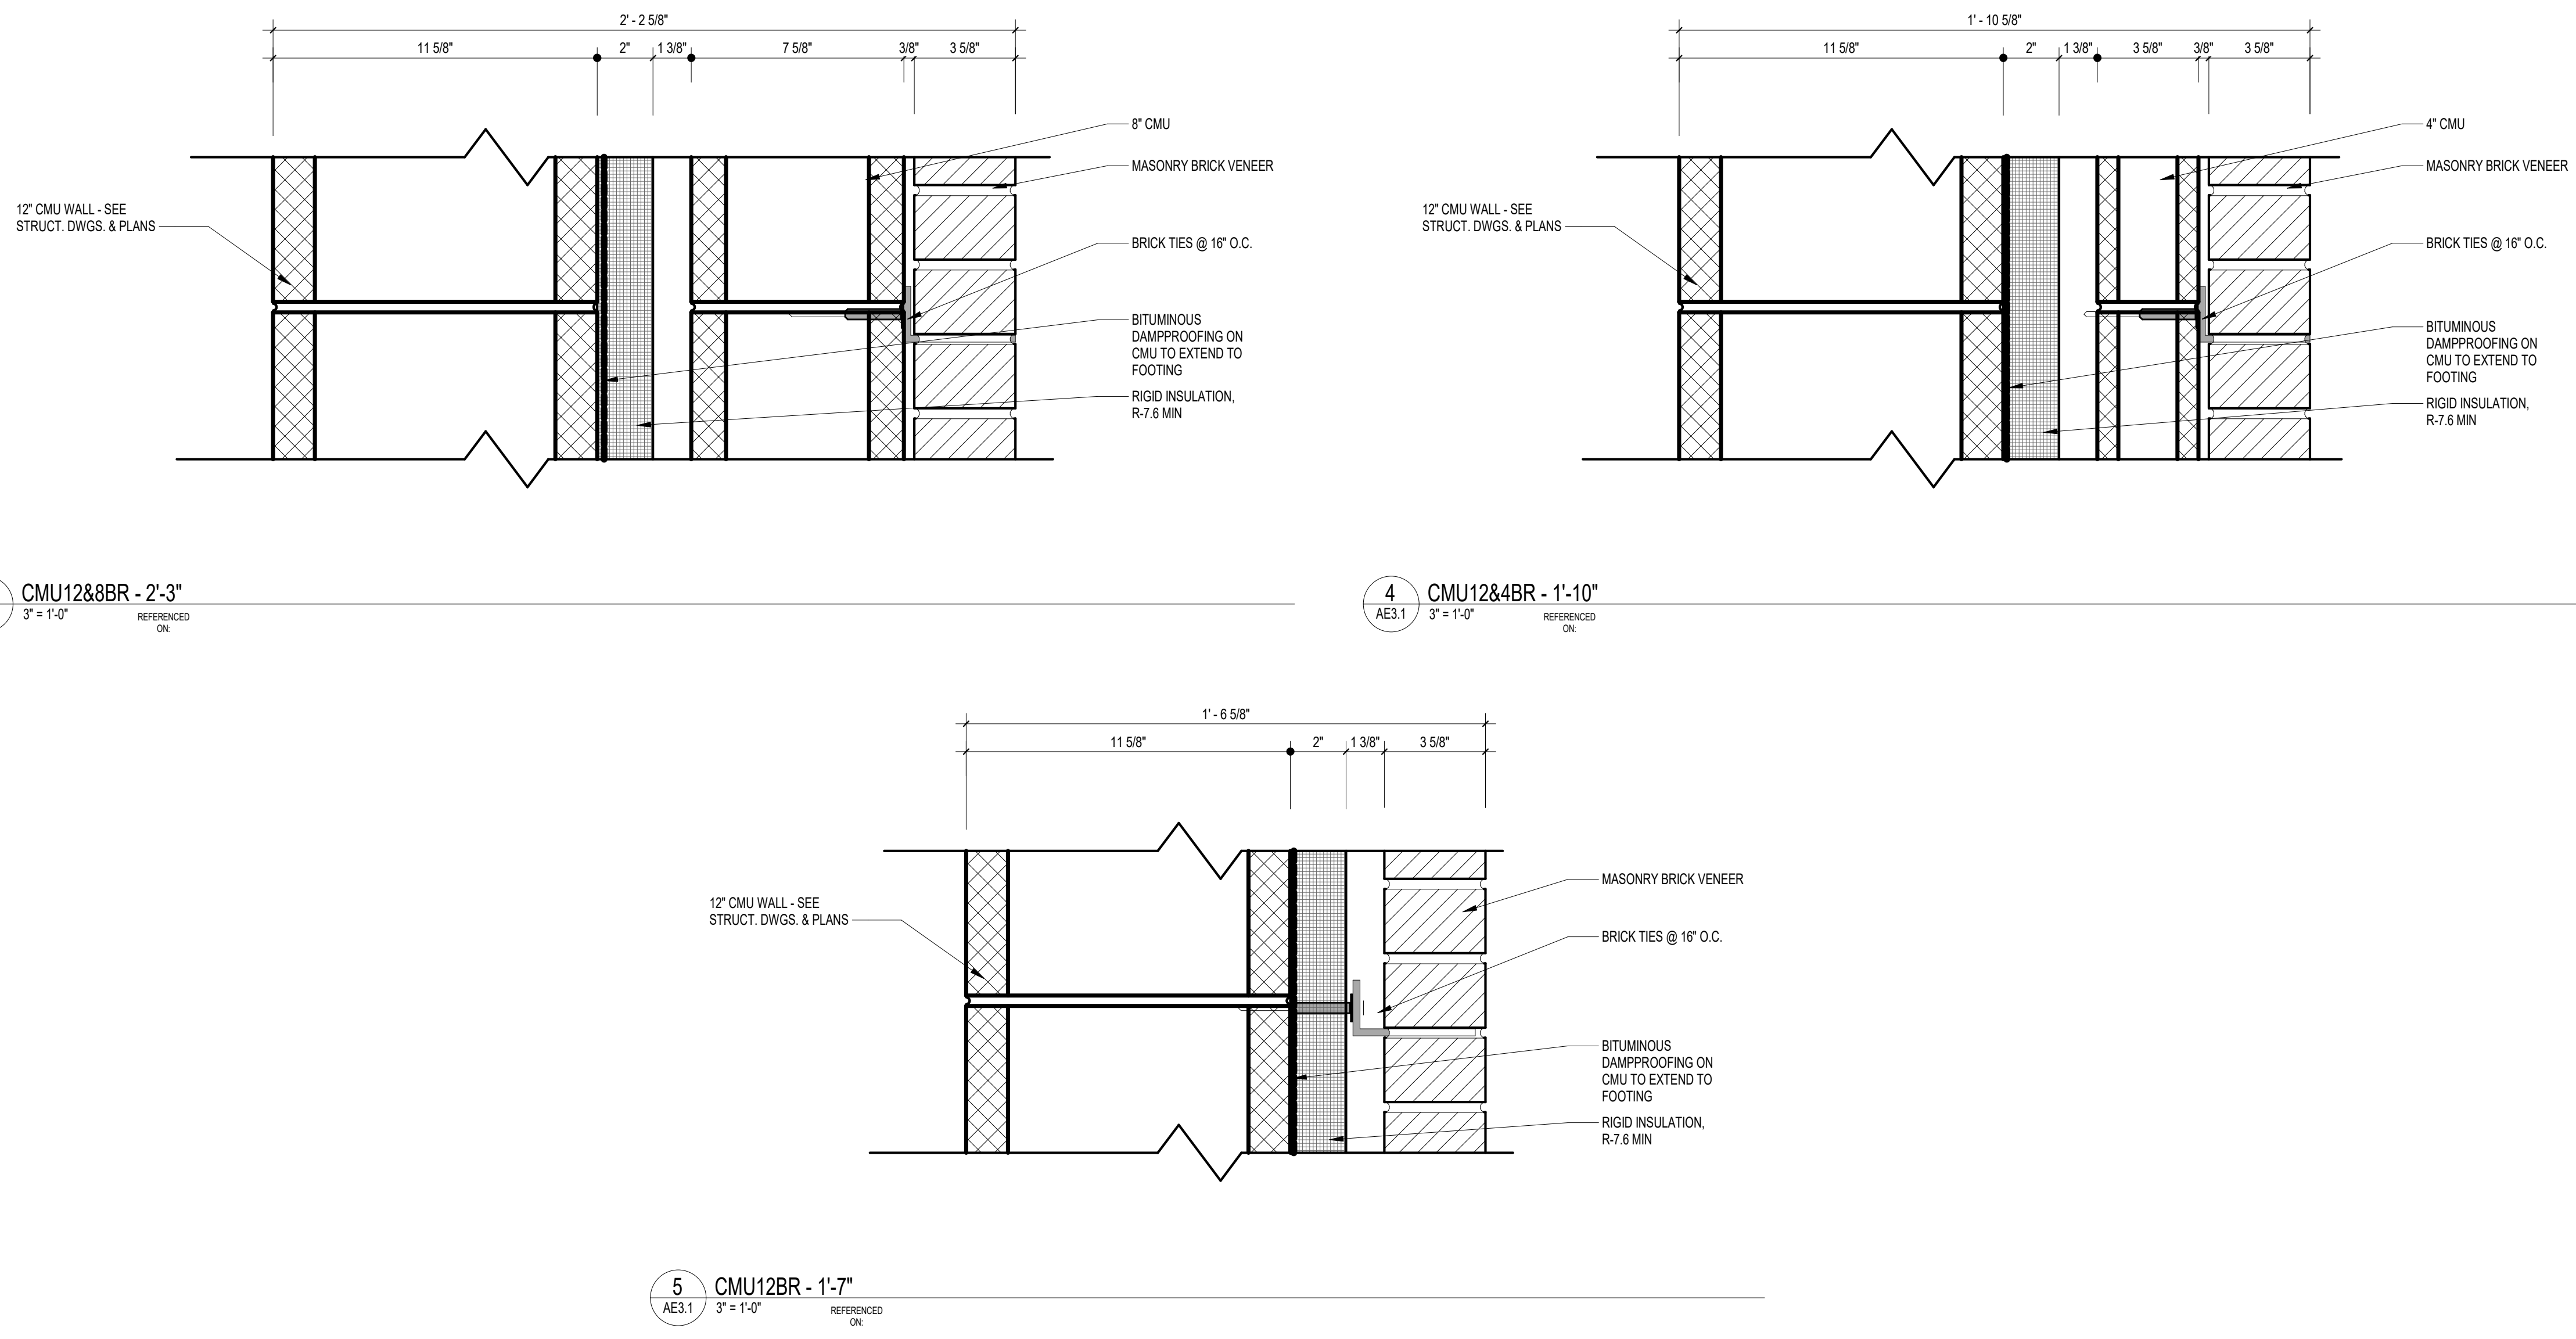 2' - 2 5/8"
11 5/8"
2"
1 3/8"
7 5/8"
3/8"
3 5/8"
12" CMU WALL - SEE
STRUCT. DWGS. & PLANS
8" CMU
MASONRY BRICK VENEER
BRICK TIES @ 16" O.C.
BITUMINOUS
DAMPPROOFING ON
CMU TO EXTEND TO
FOOTING
RIGID INSULATION,
R-7.6 MIN
CMU12&8BR - 2'-3"
3" = 1'-0"
REFERENCED
ON:
1' - 10 5/8"
11 5/8"
2"
1 3/8"
3 5/8"
3/8"
3 5/8"
12" CMU WALL - SEE
STRUCT. DWGS. & PLANS
4" CMU
MASONRY BRICK VENEER
BRICK TIES @ 16" O.C.
BITUMINOUS
DAMPPROOFING ON
CMU TO EXTEND TO
FOOTING
RIGID INSULATION,
R-7.6 MIN
4
AE3.1
CMU12&4BR - 1'-10"
3" = 1'-0"
REFERENCED
ON:
1' - 6 5/8"
11 5/8"
2"
1 3/8"
3 5/8"
12" CMU WALL - SEE
STRUCT. DWGS. & PLANS
MASONRY BRICK VENEER
BRICK TIES @ 16" O.C.
BITUMINOUS
DAMPPROOFING ON
CMU TO EXTEND TO
FOOTING
RIGID INSULATION,
R-7.6 MIN
5
AE3.1
CMU12BR - 1'-7"
3" = 1'-0"
REFERENCED
ON: